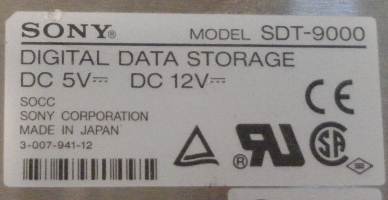 SONY® MODEL SDT-9000
DIGITAL DATA STORAGE
DC 5V⎓ DC 12V⎓
SOCC
SONY CORPORATION
MADE IN JAPAN
3-007-941-12
CE